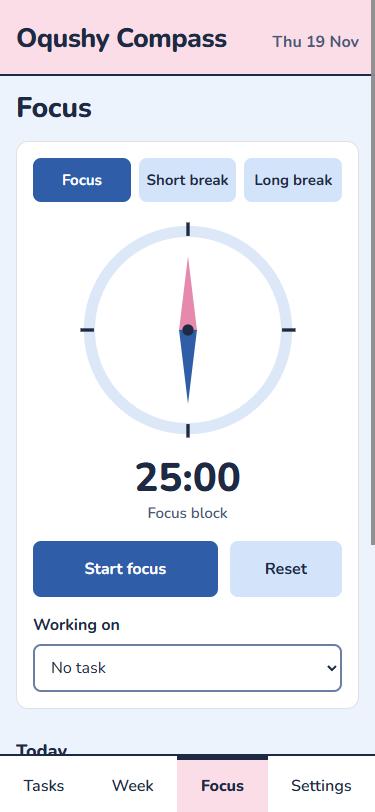 Oqushy Compass
Thu 19 Nov
Focus
Focus
Short break
Long break
25:00
Focus block
Start focus
Reset
Working on
No task
Today
Tasks
Week
Focus
Settings